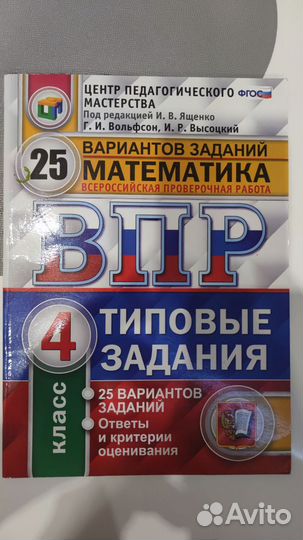 ЦЕНТР ПЕДАГОГИЧЕСКОГО
МАСТЕРСТВА
ФГОС
Под редакцией И. В. Ященко
Г. И. Вольфсон, И. Р. Высоцкий
25
ВАРИАНТОВ ЗАДАНИЙ
МАТЕМАТИКА
ВСЕРОССИЙСКАЯ ПРОВЕРОЧНАЯ РАБОТА
ВПР
4
класс
ТИПОВЫЕ
ЗАДАНИЯ
25 ВАРИАНТОВ
ЗАДАНИЙ
Ответы
и критерии
оценивания
Avito